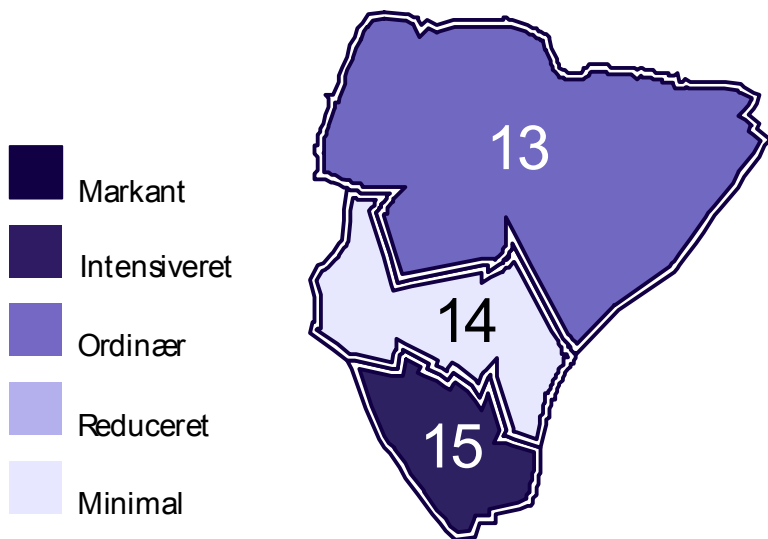 Markant
Intensiveret
Ordinær
Reduceret
Minimal
13
14
15